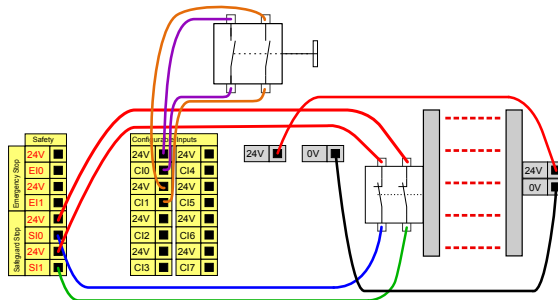 Safety
Emergency Stop
24V
EI0
24V
EI1
Safeguard Stop
24V
SI0
24V
SI1
Configurable Inputs
24V 24V
CI0 CI4
24V 24V
CI1 CI5
24V 24V
CI2 CI6
24V 24V
CI3 CI7
24V 0V
24V
0V